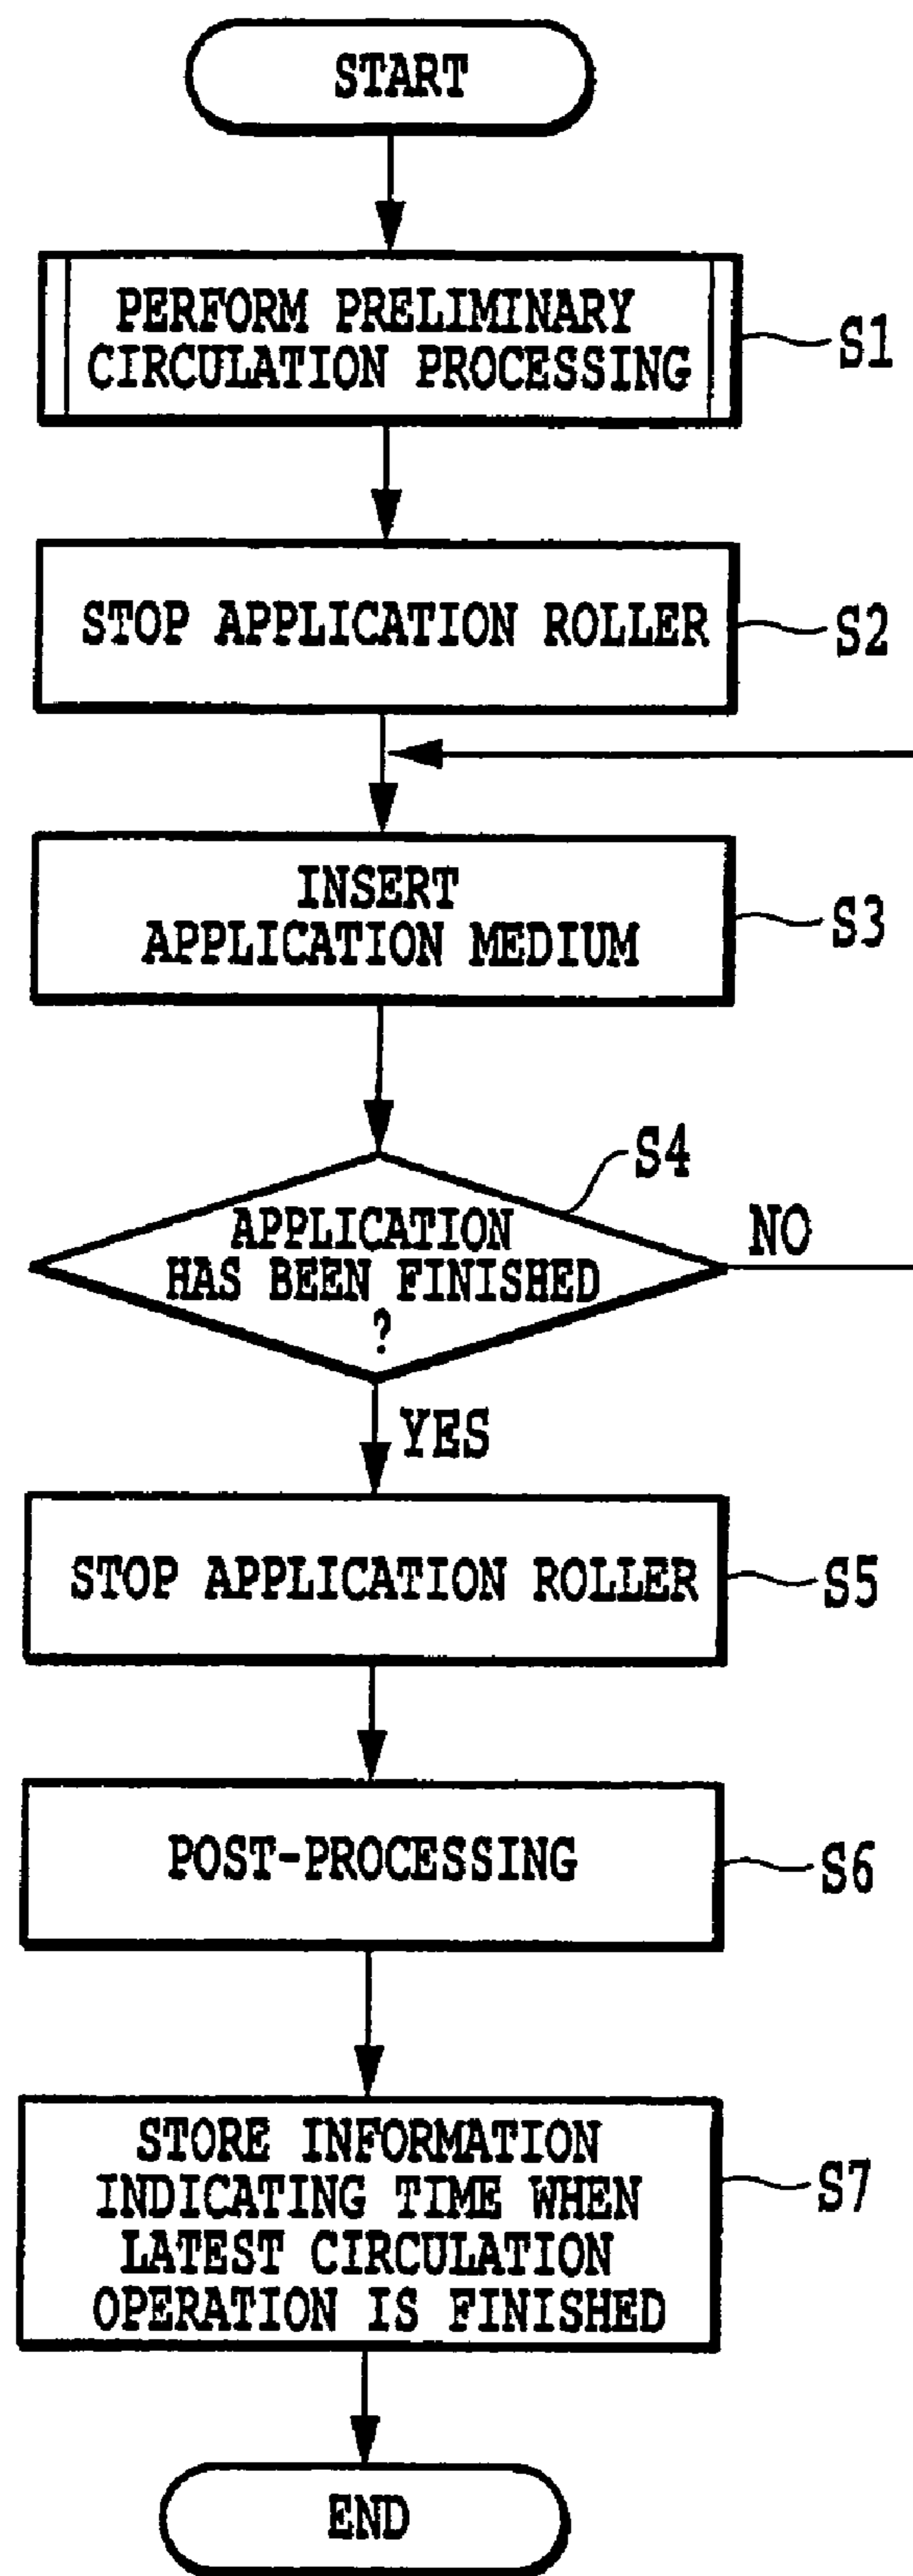 START
PERFORM PRELIMINARY
CIRCULATION PROCESSING
S1
STOP APPLICATION ROLLER
S2
INSERT
APPLICATION MEDIUM
S3
S4
APPLICATION
HAS BEEN FINISHED
?
NO
YES
STOP APPLICATION ROLLER
S5
POST-PROCESSING
S6
STORE INFORMATION
INDICATING TIME WHEN
LATEST CIRCULATION
OPERATION IS FINISHED
S7
END